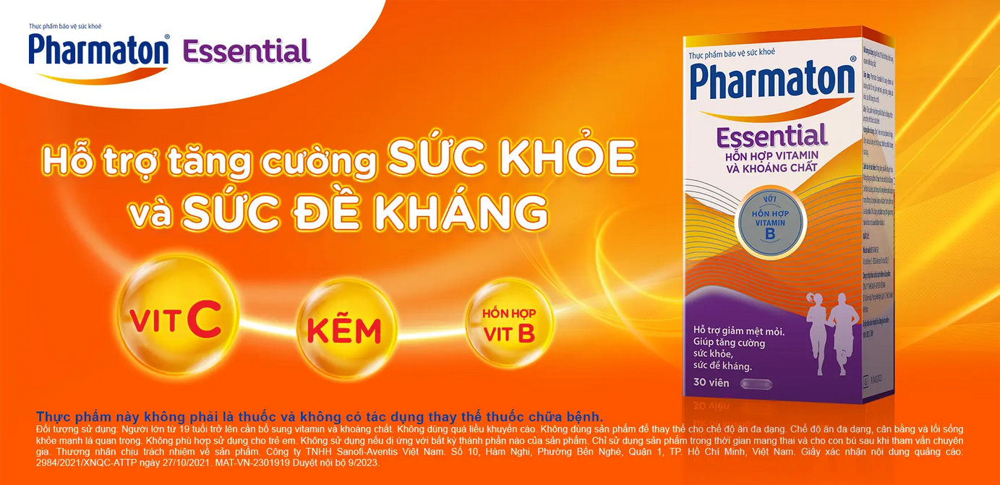 Thực phẩm bảo vệ sức khoẻ
Pharmaton® Essential
Hỗ trợ tăng cường SỨC KHỎE
và SỨC ĐỀ KHÁNG
VIT C
KẼM
HỖN HỢP
VIT B
Thực phẩm bảo vệ sức khoẻ
Pharmaton®
Essential
HỖN HỢP VITAMIN
VÀ KHOÁNG CHẤT
VỚI
HỖN HỢP
VITAMIN
B
Hỗ trợ giảm mệt mỏi.
Giúp tăng cường
sức khỏe,
sức đề kháng.
30 viên
Thực phẩm này không phải là thuốc và không có tác dụng thay thế thuốc chữa bệnh.
Đối tượng sử dụng: Người lớn từ 19 tuổi trở lên cần bổ sung vitamin và khoáng chất. Không dùng quá liều khuyến cáo. Không dùng sản phẩm để thay thế cho chế độ ăn đa dạng. Chế độ ăn đa dạng, cân bằng và lối sống
khỏe mạnh là quan trọng. Không phù hợp sử dụng cho trẻ em. Không sử dụng nếu dị ứng với bất kỳ thành phần nào của sản phẩm. Chỉ sử dụng sản phẩm trong thời gian mang thai và cho con bú sau khi tham vấn chuyên
gia. Thương nhân chịu trách nhiệm về sản phẩm. Công ty TNHH Sanofi-Aventis Việt Nam. Số 10, Hàm Nghi, Phường Bến Nghé, Quận 1, TP. Hồ Chí Minh, Việt Nam. Giấy xác nhận nội dung quảng cáo:
2984/2021/XNQC-ATTP ngày 27/10/2021. MAT-VN-2301919 Duyệt nội bộ 9/2023.